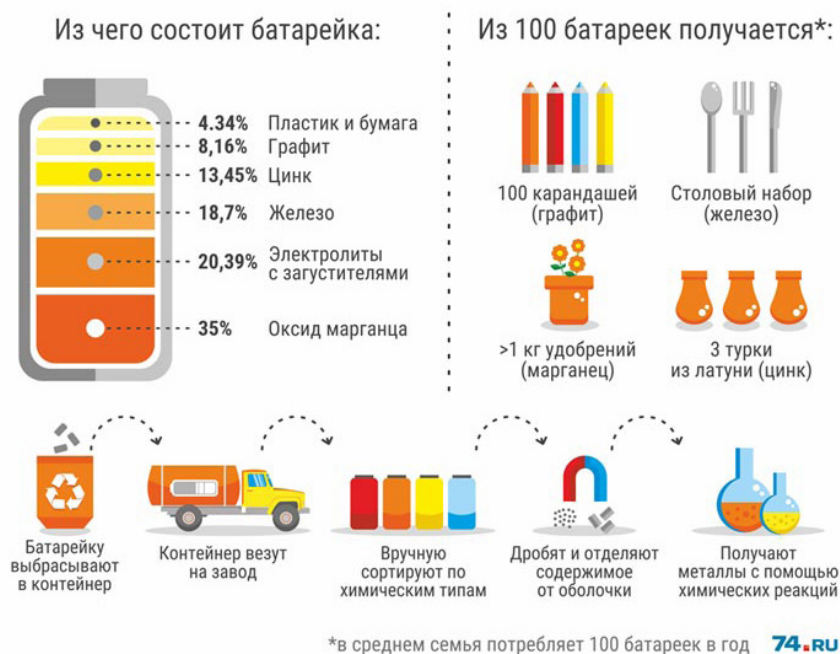 Из чего состоит батарейка:
4.34% Пластик и бумага
8,16% Графит
13,45% Цинк
18,7% Железо
20,39% Электролиты
с загустителями
35% Оксид марганца
Из 100 батареек получается*:
100 карандашей
(графит)
Столовый набор
(железо)
>1 кг удобрений
(марганец)
3 турки
из латуни (цинк)
Батарейку
выбрасывают
в контейнер
Контейнер везут
на завод
Вручную
сортируют по
химическим типам
Дробят и отделяют
содержимое
от оболочки
Получают
металлы с помощью
химических реакций
*в среднем семья потребляет 100 батареек в год
74.RU